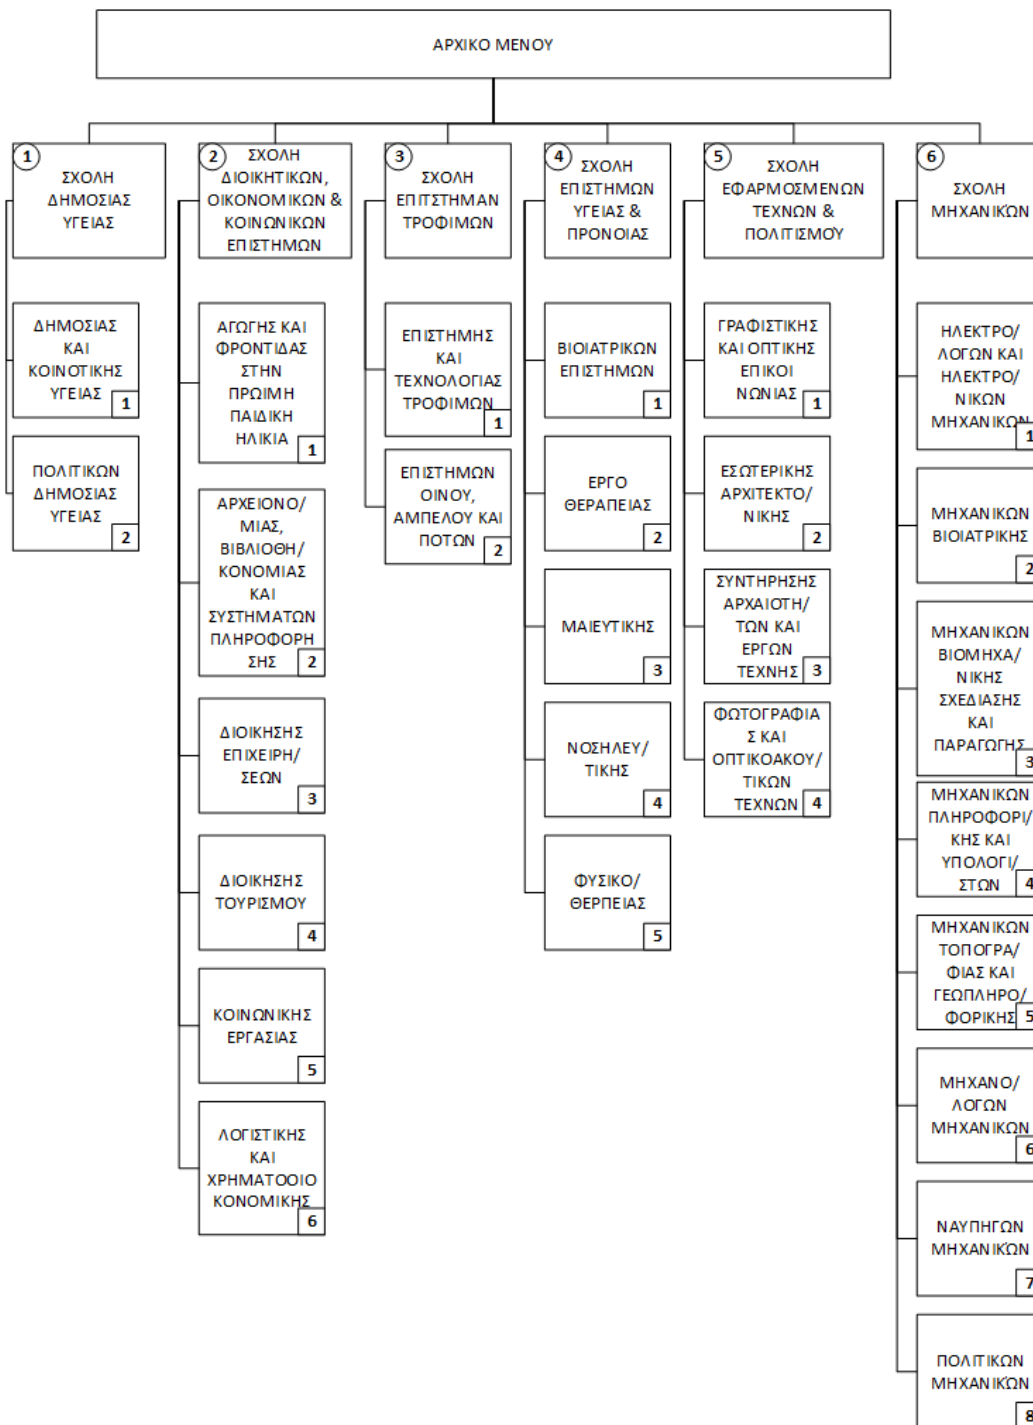 ΑΡΧΙΚΟ ΜΕΝΟΥ
1
ΣΧΟΛΗ
ΔΗΜΟΣΙΑΣ
ΥΓΕΙΑΣ
ΔΗΜΟΣΙΑΣ
ΚΑΙ
ΚΟΙΝΟΤΙΚΗΣ
ΥΓΕΙΑΣ
1
ΠΟΛΙΤΙΚΩΝ
ΔΗΜΟΣΙΑΣ
ΥΓΕΙΑΣ
2
2
ΣΧΟΛΗ
ΔΙΟΙΚΗΤΙΚΩΝ,
ΟΙΚΟΝΟΜΙΚΩΝ &
ΚΟΙΝΩΝΙΚΩΝ
ΕΠΙΣΤΗΜΩΝ
ΑΓΩΓΗΣ ΚΑΙ
ΦΡΟΝΤΙΔΑΣ
ΣΤΗΝ
ΠΡΩΙΜΗ
ΠΑΙΔΙΚΗ
ΗΛΙΚΙΑ
1
ΑΡΧΕΙΟΝΟ/
ΜΙΑΣ,
ΒΙΒΛΙΟΘΗ/
ΚΟΝΟΜΙΑΣ
ΚΑΙ
ΣΥΣΤΗΜΑΤΩΝ
ΠΛΗΡΟΦΟΡΗ
ΣΗΣ
2
ΔΙΟΙΚΗΣΗΣ
ΕΠΙΧΕΙΡΗ/
ΣΕΩΝ
3
ΔΙΟΙΚΗΣΗΣ
ΤΟΥΡΙΣΜΟΥ
4
ΚΟΙΝΩΝΙΚΗΣ
ΕΡΓΑΣΙΑΣ
5
ΛΟΓΙΣΤΙΚΗΣ
ΚΑΙ
ΧΡΗΜΑΤΟΟΙΟ
ΚΟΝΟΜΙΚΗΣ
6
3
ΣΧΟΛΗ
ΕΠΙΤΣΤΗΜΑΝ
ΤΡΟΦΙΜΩΝ
ΕΠΙΣΤΗΜΗΣ
ΚΑΙ
ΤΕΧΝΟΛΟΓΙΑΣ
ΤΡΟΦΙΜΩΝ
1
ΕΠΙΣΤΗΜΩΝ
ΟΙΝΟΥ,
ΑΜΠΕΛΟΥ ΚΑΙ
ΠΟΤΩΝ
2
4
ΣΧΟΛΗ
ΕΠΙΣΤΗΜΩΝ
ΥΓΕΙΑΣ &
ΠΡΟΝΟΙΑΣ
ΒΙΟΙΑΤΡΙΚΩΝ
ΕΠΙΣΤΗΜΩΝ
1
ΕΡΓΟ
ΘΕΡΑΠΕΙΑΣ
2
ΜΑΙΕΥΤΙΚΗΣ
3
ΝΟΣΗΛΕΥ/
ΤΙΚΗΣ
4
ΦΥΣΙΚΟ/
ΘΕΡΠΕΙΑΣ
5
5
ΣΧΟΛΗ
ΕΦΑΡΜΟΣΜΕΝΩΝ
ΤΕΧΝΩΝ &
ΠΟΛΙΤΙΣΜΟΎ
ΓΡΑΦΙΣΤΙΚΗΣ
ΚΑΙ ΟΠΤΙΚΗΣ
ΕΠΙΚΟΙ
ΝΩΝΙΑΣ
1
ΕΣΩΤΕΡΙΚΗΣ
ΑΡΧΙΤΕΚΤΟ/
ΝΙΚΗΣ
2
ΣΥΝΤΗΡΗΣΗΣ
ΑΡΧΑΙΟΤΗ/
ΤΩΝ ΚΑΙ
ΕΡΓΩΝ
ΤΕΧΝΗΣ
3
ΦΩΤΟΓΡΑΦΙΑ
Σ ΚΑΙ
ΟΠΤΙΚΟΑΚΟΥ/
ΤΙΚΩΝ
ΤΕΧΝΩΝ
4
6
ΣΧΟΛΗ
ΜΗΧΑΝΙΚΏΝ
ΗΛΕΚΤΡΟ/
ΛΟΓΩΝ ΚΑΙ
ΗΛΕΚΤΡΟ/
ΝΙΚΩΝ
ΜΗΧΑΝΙΚΩΝ
1
ΜΗΧΑΝΙΚΩΝ
ΒΙΟΙΑΤΡΙΚΗΣ
2
ΜΗΧΑΝΙΚΩΝ
ΒΙΟΜΗΧΑ/
ΝΙΚΗΣ
ΣΧΕΔΙΑΣΗΣ
ΚΑΙ
ΠΑΡΑΓΩΓΗΣ
3
ΜΗΧΑΝΙΚΩΝ
ΠΛΗΡΟΦΟΡΙ/
ΚΗΣ ΚΑΙ
ΥΠΟΛΟΓΙ/
ΣΤΩΝ
4
ΜΗΧΑΝΙΚΩΝ
ΤΟΠΟΓΡΑ/
ΦΙΑΣ ΚΑΙ
ΓΕΩΠΛΗΡΟ/
ΦΟΡΙΚΗΣ
5
ΜΗΧΑΝΟ/
ΛΟΓΩΝ
ΜΗΧΑΝΙΚΩΝ
6
ΝΑΥΠΗΓΩΝ
ΜΗΧΑΝΙΚΏΝ
7
ΠΟΛΙΤΙΚΩΝ
ΜΗΧΑΝΙΚΏΝ
8